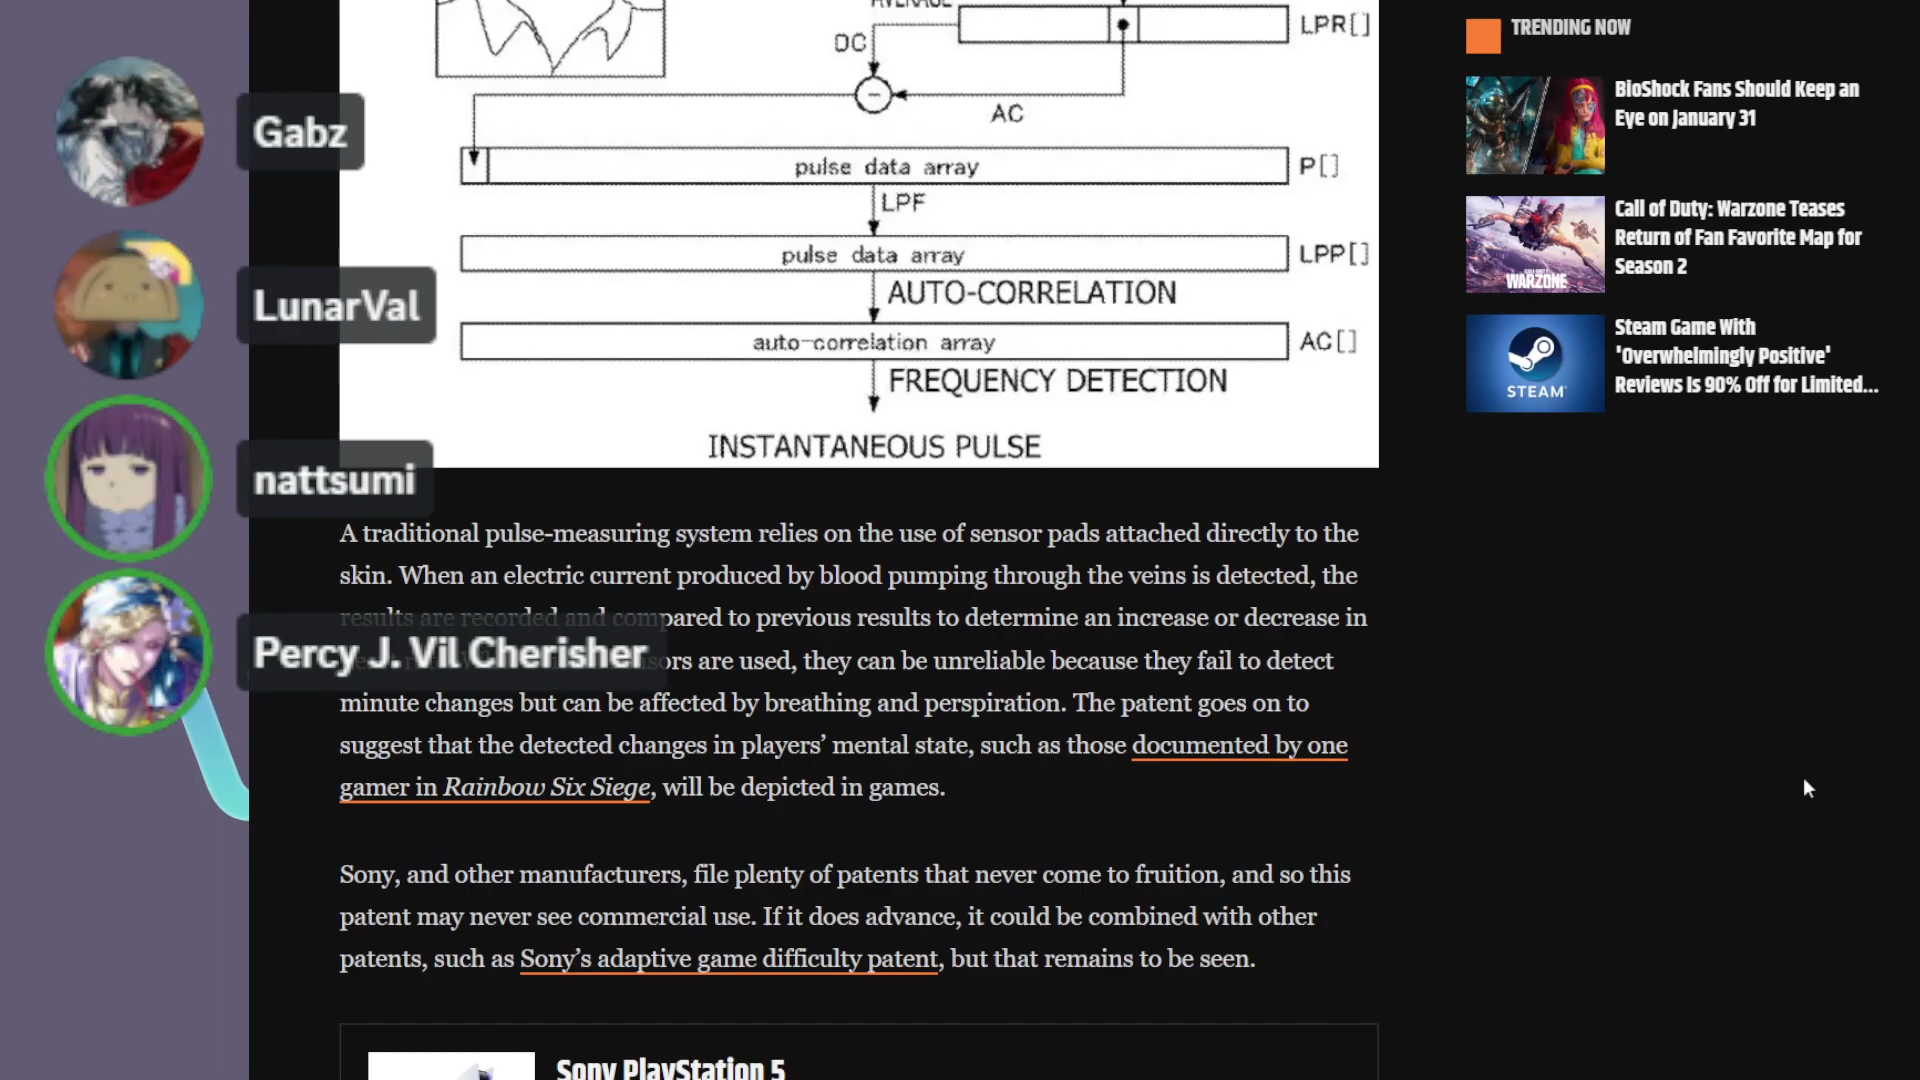 AVERAGE
LPR[]
DC
-
AC
pulse data array
P[]
LPF
pulse data array
LPP[]
AUTO-CORRELATION
auto-correlation array
AC[]
FREQUENCY DETECTION
INSTANTANEOUS PULSE
Gabz
LunarVal
nattsumi
Percy J. Vil Cherisher
A traditional pulse-measuring system relies on the use of sensor pads attached directly to the
skin. When an electric current produced by blood pumping through the veins is detected, the
results are recorded and compared to previous results to determine an increase or decrease in
are used, they can be unreliable because they fail to detect
minute changes but can be affected by breathing and perspiration. The patent goes on to
suggest that the detected changes in players' mental state, such as those documented by one
gamer in Rainbow Six Siege, will be depicted in games.
Sony, and other manufacturers, file plenty of patents that never come to fruition, and so this
patent may never see commercial use. If it does advance, it could be combined with other
patents, such as Sony's adaptive game difficulty patent, but that remains to be seen.
Sony PlayStation 5
TRENDING NOW
BioShock Fans Should Keep an
Eye on January 31
Call of Duty: Warzone Teases
Return of Fan Favorite Map for
Season 2
WARZONE
Steam Game With
'Overwhelmingly Positive'
Reviews Is 90% Off for Limited...
STEAM